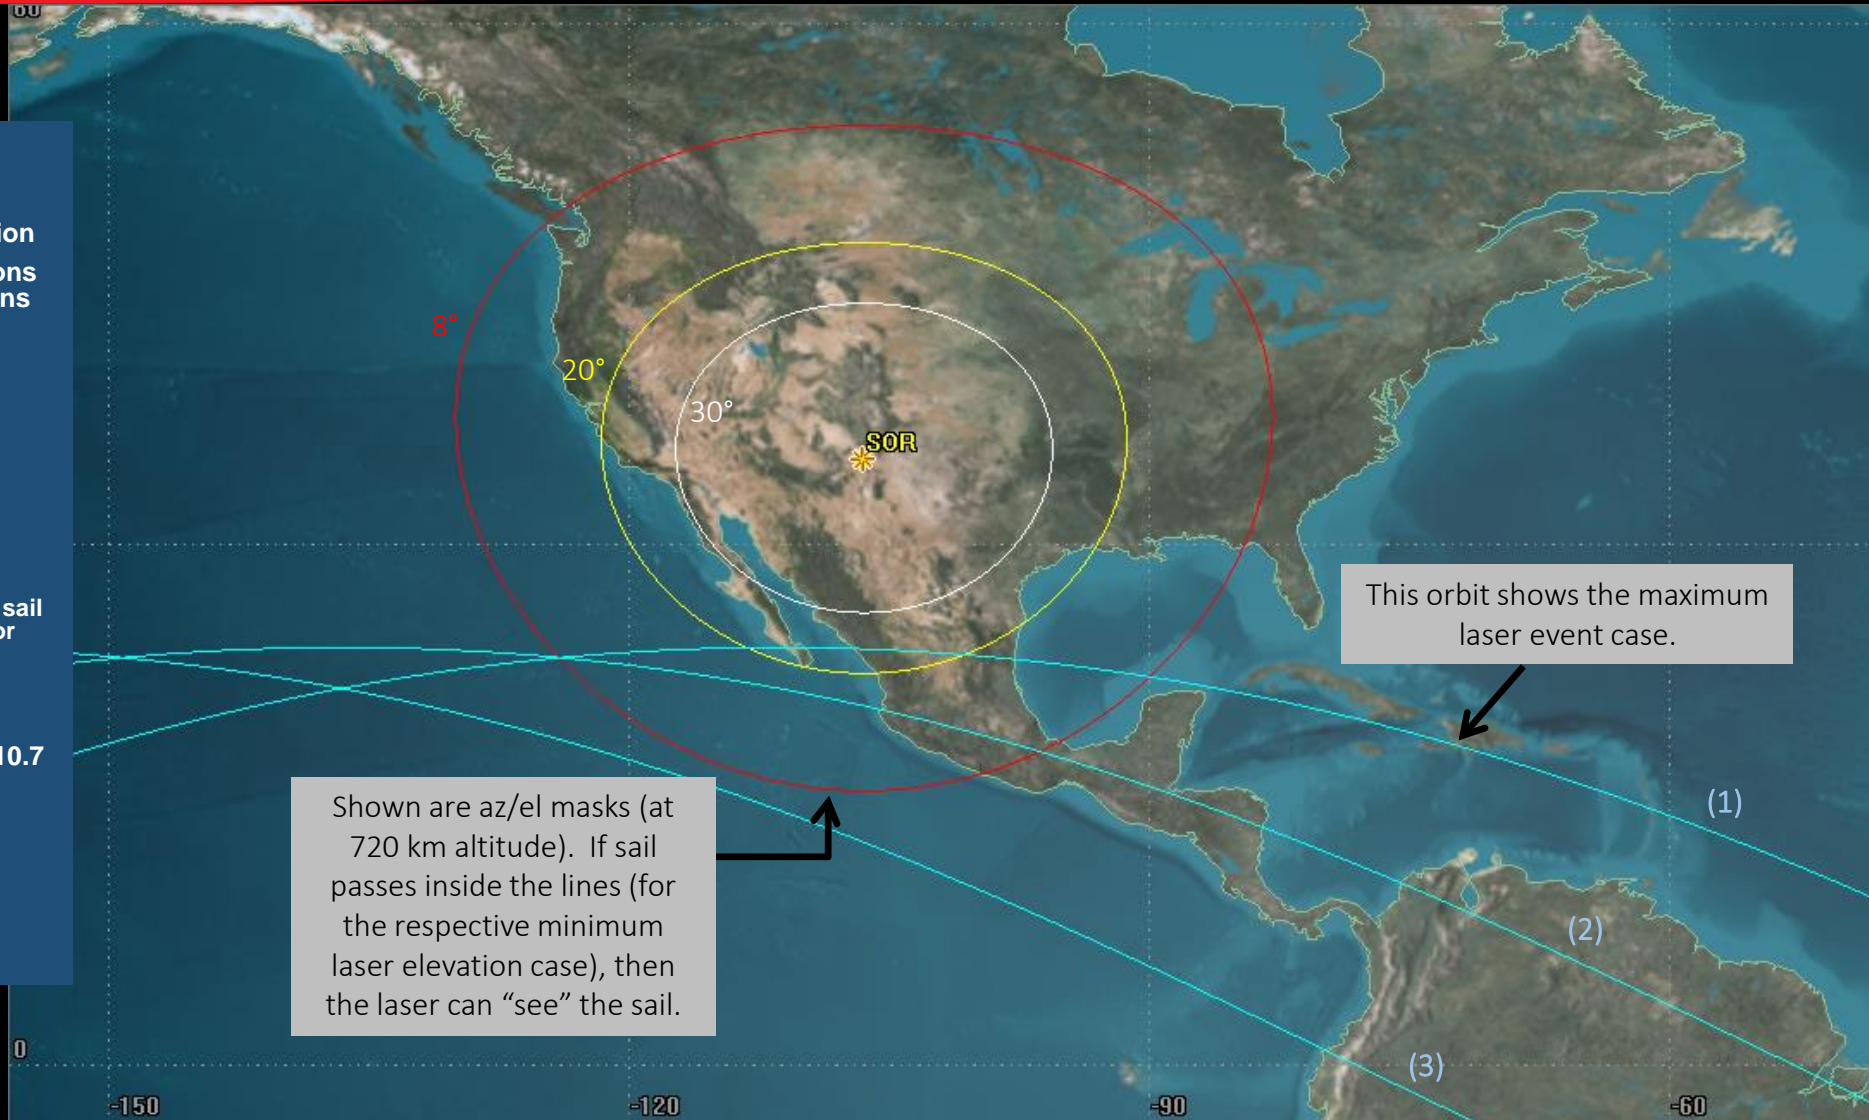 60
ion
ons
ns
sail
or
10.7
8°
20°
30°
SOR
This orbit shows the maximum
laser event case.
Shown are az/el masks (at
720 km altitude).  If sail
passes inside the lines (for
the respective minimum
laser elevation case), then
the laser can “see” the sail.
(1)
(2)
(3)
0
-150
-120
-90
-60